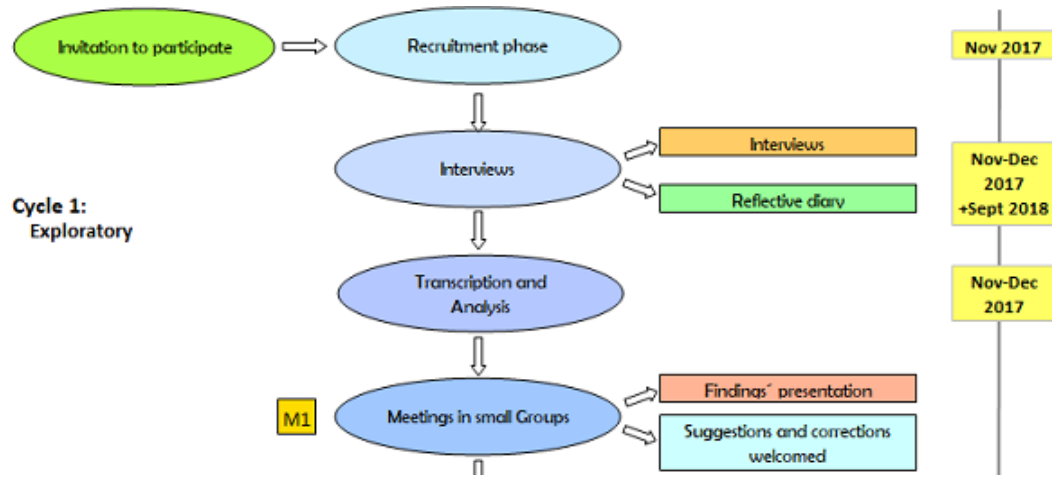 Invitation to participate
Recruitment phase
Nov 2017
Interviews
Interviews
Reflective diary
Nov-Dec
2017
+Sept 2018
Cycle 1:
Exploratory
Transcription and
Analysis
Nov-Dec
2017
M1
Meetings in small Groups
Findings´ presentation
Suggestions and corrections
welcomed